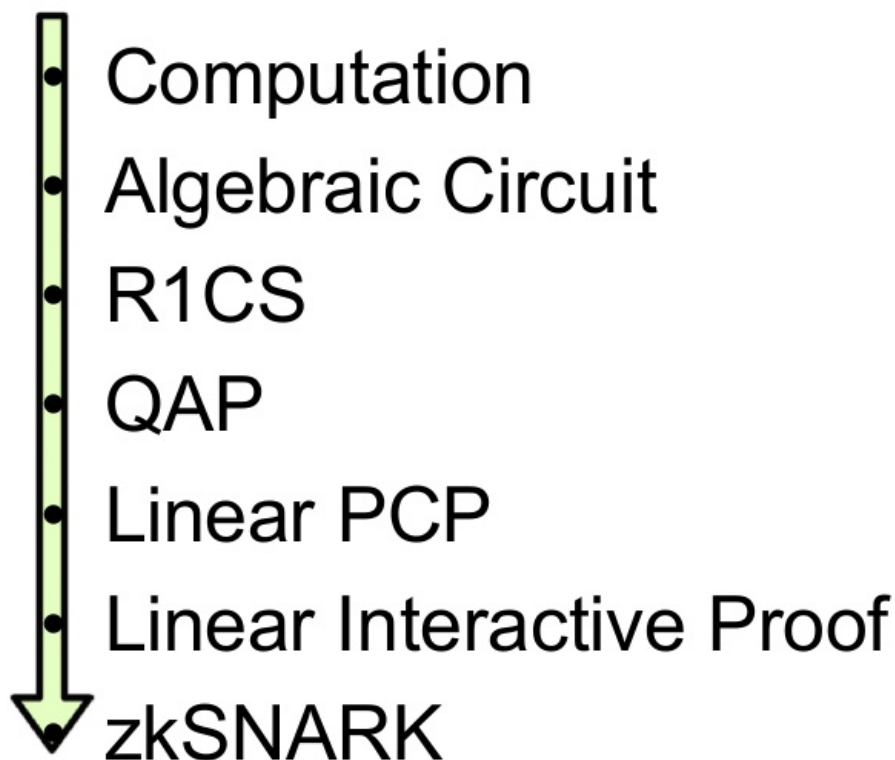 Computation
Algebraic Circuit
R1CS
QAP
Linear PCP
Linear Interactive Proof
zkSNARK